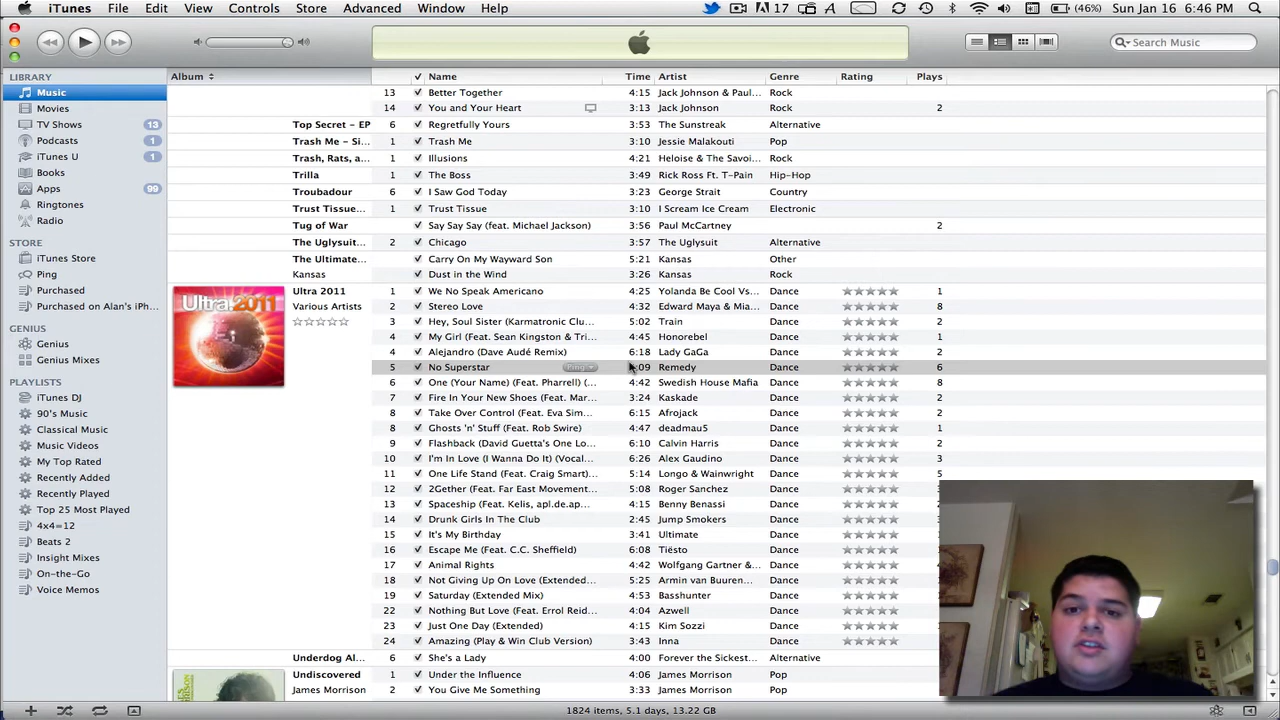 iTunes File Edit View Controls Store Advanced Window Help 17 (46%) Sun Jan 16 6:46 PM
Search Music
LIBRARY
Music
Movies
TV Shows 13
Podcasts 1
iTunes U 1
Books
Apps 99
Ringtones
Radio
STORE
iTunes Store
Ping
Purchased
Purchased on Alan's iPh...
GENIUS
Genius
Genius Mixes
PLAYLISTS
iTunes DJ
90's Music
Classical Music
Music Videos
My Top Rated
Recently Added
Recently Played
Top 25 Most Played
4x4=12
Beats 2
Insight Mixes
On-the-Go
Voice Memos
Album Name Time Artist Genre Rating Plays
13 Better Together 4:15 Jack Johnson & Paul... Rock
14 You and Your Heart 3:13 Jack Johnson Rock 2
Top Secret – EP 6 Regretfully Yours 3:53 The Sunstreak Alternative
Trash Me – Si... 1 Trash Me 3:10 Jessie Malakouti Pop
Trash, Rats, a... 1 Illusions 4:21 Heloise & The Savoi... Rock
Trilla 1 The Boss 3:49 Rick Ross Ft. T-Pain Hip-Hop
Troubadour 6 I Saw God Today 3:23 George Strait Country
Trust Tissue... 1 Trust Tissue 3:10 I Scream Ice Cream Electronic
Tug of War Say Say Say (feat. Michael Jackson) 3:56 Paul McCartney 2
The Uglysuit... 2 Chicago 3:57 The Uglysuit Alternative
The Ultimate... Carry On My Wayward Son 5:21 Kansas Other
Kansas Dust in the Wind 3:26 Kansas Rock
Ultra 2011 1 We No Speak Americano 4:25 Yolanda Be Cool Vs... Dance 1
Various Artists 2 Stereo Love 4:32 Edward Maya & Mia... Dance 8
3 Hey, Soul Sister (Karmatronic Clu... 5:02 Train Dance 2
4 My Girl (Feat. Sean Kingston & Tri... 4:45 Honorebel Dance 1
4 Alejandro (Dave Audé Remix) 6:18 Lady GaGa Dance 2
5 No Superstar Ping :09 Remedy Dance 6
6 One (Your Name) (Feat. Pharrell) (... 4:42 Swedish House Mafia Dance 8
7 Fire In Your New Shoes (Feat. Mar... 3:24 Kaskade Dance 2
8 Take Over Control (Feat. Eva Sim... 6:15 Afrojack Dance 2
8 Ghosts 'n' Stuff (Feat. Rob Swire) 4:47 deadmau5 Dance 1
9 Flashback (David Guetta's One Lo... 6:10 Calvin Harris Dance 2
10 I'm In Love (I Wanna Do It) (Vocal... 6:26 Alex Gaudino Dance 3
11 One Life Stand (Feat. Craig Smart)... 5:14 Longo & Wainwright Dance 5
12 2Gether (Feat. Far East Movement... 5:08 Roger Sanchez Dance
13 Spaceship (Feat. Kelis, apl.de.ap... 4:15 Benny Benassi Dance
14 Drunk Girls In The Club 2:45 Jump Smokers Dance
15 It's My Birthday 3:41 Ultimate Dance
16 Escape Me (Feat. C.C. Sheffield) 6:08 Tiësto Dance
17 Animal Rights 4:42 Wolfgang Gartner &... Dance
18 Not Giving Up On Love (Extended... 5:25 Armin van Buuren... Dance
19 Saturday (Extended Mix) 4:53 Basshunter Dance
22 Nothing But Love (Feat. Errol Reid... 4:04 Azwell Dance
23 Just One Day (Extended) 6:38 Kim Sozzi Dance
24 Amazing (Play & Win Club Version) 3:43 Inna Dance
Underdog Al... 6 She's a Lady 4:00 Forever the Sickest... Alternative
Undiscovered 1 Under the Influence 4:06 James Morrison Pop
James Morrison 2 You Give Me Something 3:33 James Morrison Pop
Ultra 2011
1824 items, 5.1 days, 13.22 GB